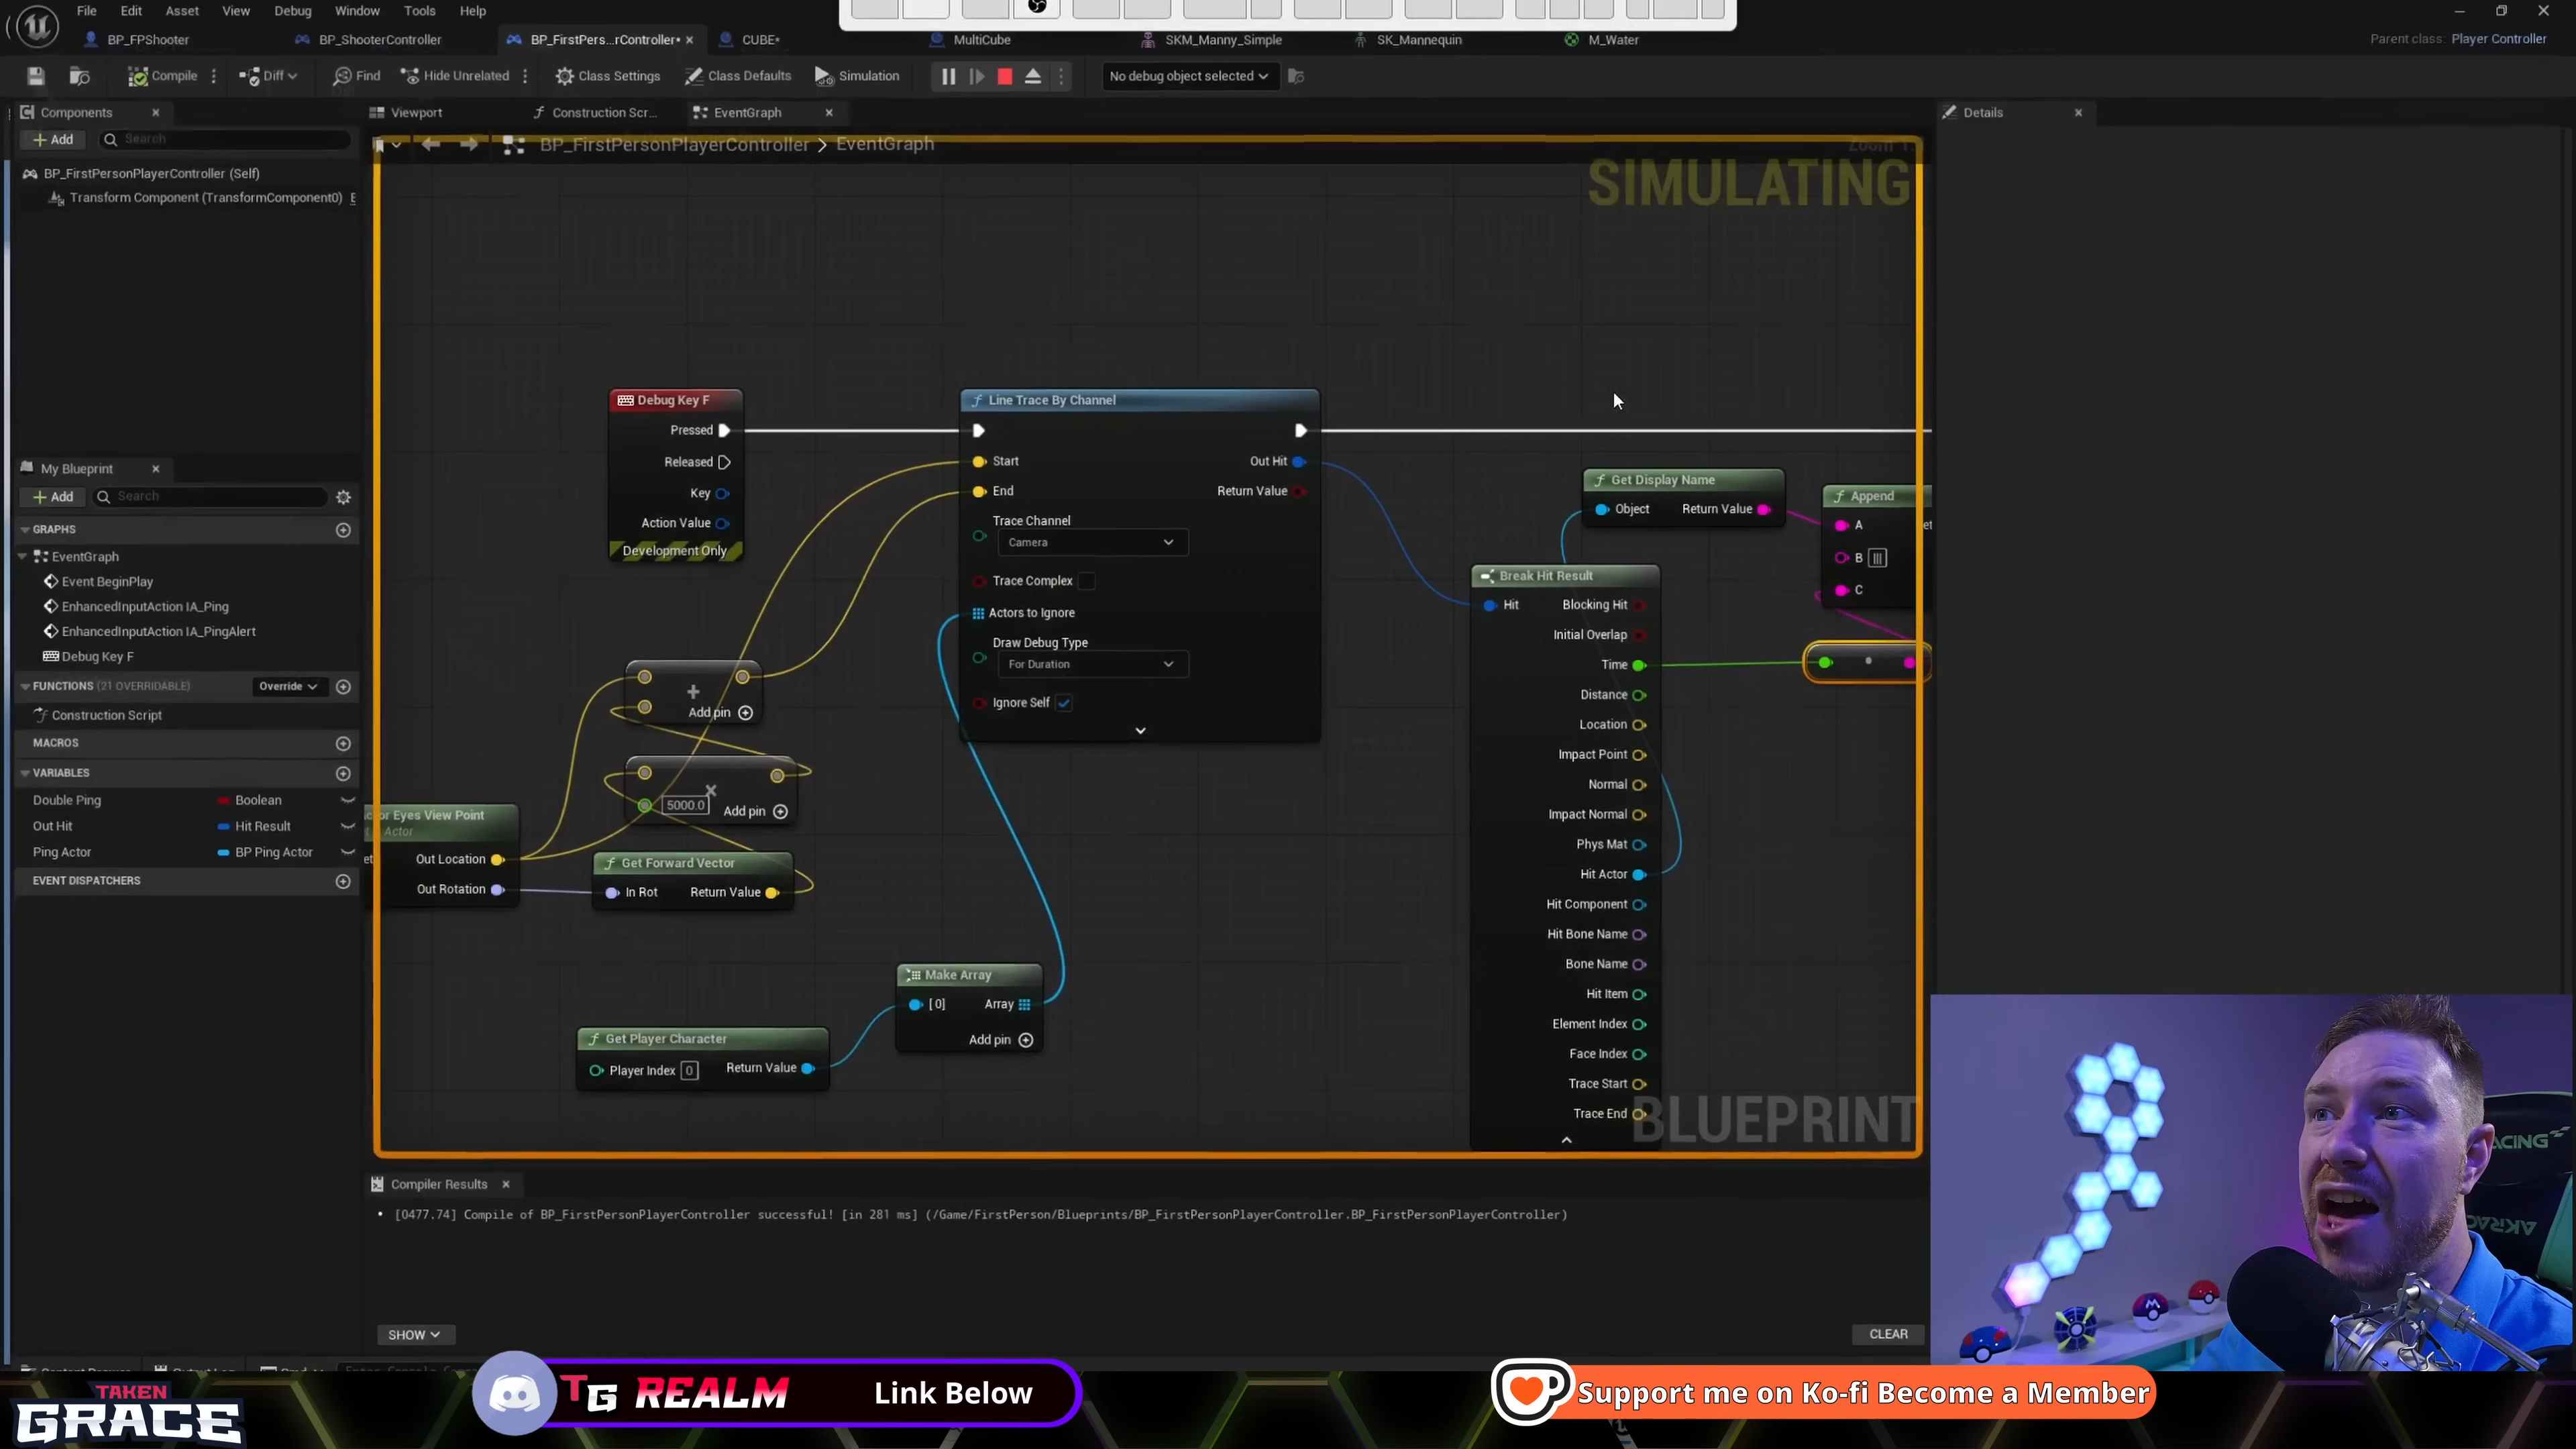 File Edit Asset View Debug Window Tools Help
BP_FPShooter BP_ShooterController BP_FirstPers...rController• CUBE• MultiCube SKM_Manny_Simple SK_Mannequin M_Water Parent class: Player Controller
Compile Diff Find Hide Unrelated Class Settings Class Defaults Simulation No debug object selected
Components
Add Search
BP_FirstPersonPlayerController (Self)
Transform Component (TransformComponent0) E
My Blueprint
Add Search
GRAPHS
EventGraph
Event BeginPlay
EnhancedInputAction IA_Ping
EnhancedInputAction IA_PingAlert
Debug Key F
FUNCTIONS (21 OVERRIDABLE) Override
Construction Script
MACROS
VARIABLES
Double Ping Boolean
Out Hit Hit Result
Ping Actor BP Ping Actor
EVENT DISPATCHERS
Viewport Construction Scr... EventGraph
BP_FirstPersonPlayerController > EventGraph
SIMULATING
Debug Key F
Pressed
Released
Key
Action Value
Development Only
Line Trace By Channel
Start Out Hit
End Return Value
Trace Channel
Camera
Trace Complex
Actors to Ignore
Draw Debug Type
For Duration
Ignore Self
Add pin
5000.0 Add pin
ctor Eyes View Point
Actor
Out Location
Out Rotation
Get Forward Vector
In Rot Return Value
Make Array
[0] Array
Add pin
Get Player Character
Player Index 0 Return Value
Get Display Name
Object Return Value
Append
A
B
C
Break Hit Result
Hit Blocking Hit
Initial Overlap
Time
Distance
Location
Impact Point
Normal
Impact Normal
Phys Mat
Hit Actor
Hit Component
Hit Bone Name
Bone Name
Hit Item
Element Index
Face Index
Trace Start
Trace End
BLUEPRINT
Details
Compiler Results
[0477.74] Compile of BP_FirstPersonPlayerController successful! [in 281 ms] (/Game/FirstPerson/Blueprints/BP_FirstPersonPlayerController.BP_FirstPersonPlayerController)
SHOW CLEAR
TAKEN
GRACE
TG REALM Link Below
Support me on Ko-fi Become a Member